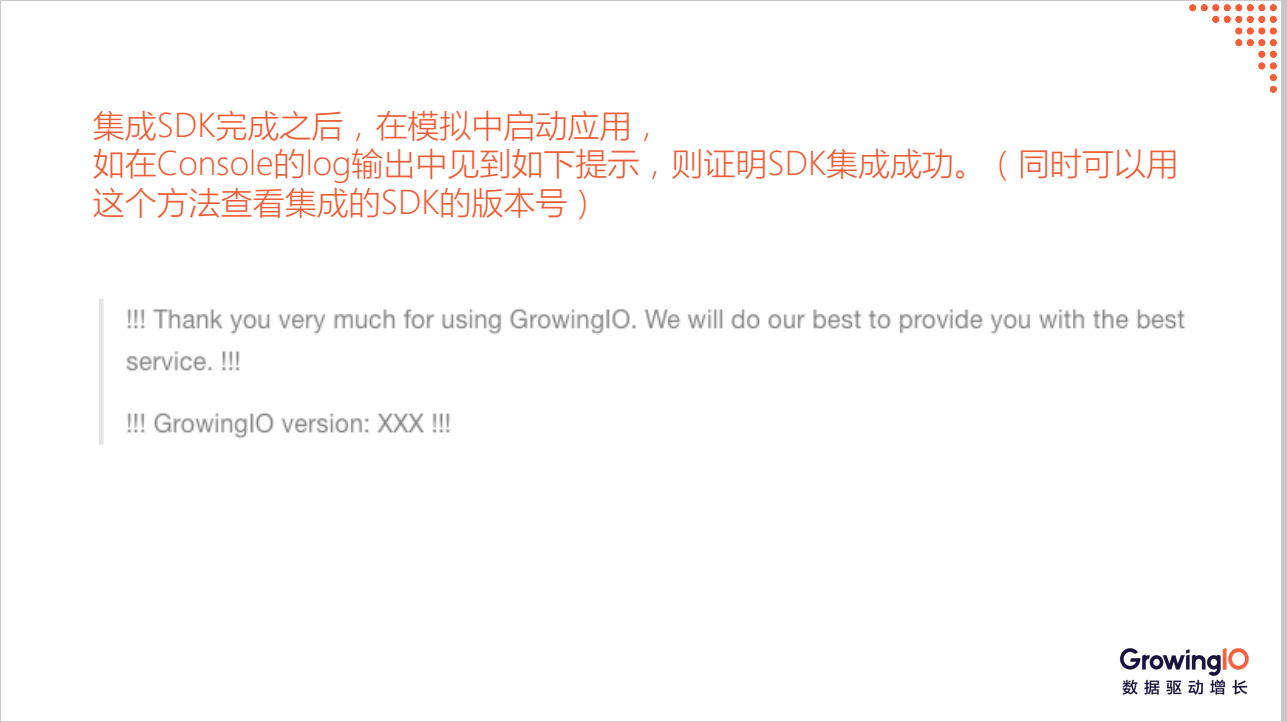 集成SDK完成之后，在模拟中启动应用，
如在Console的log输出中见到如下提示，则证明SDK集成成功。（同时可以用
这个方法查看集成的SDK的版本号）
!!! Thank you very much for using GrowingIO. We will do our best to provide you with the best
service. !!!
!!! GrowingIO version: XXX !!!
GrowingIO
数据驱动增长